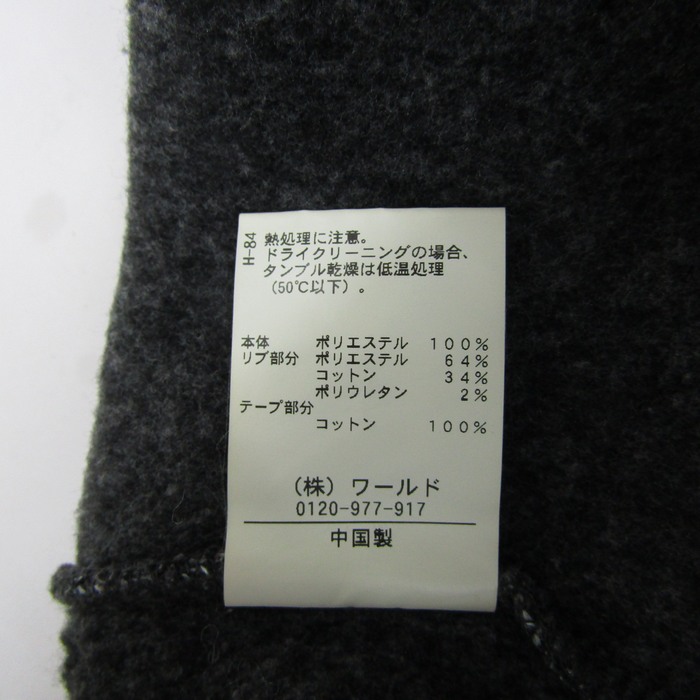 H-84
熱処理に注意。
ドライクリーニングの場合、
タンブル乾燥は低温処理
（50℃以下）。
本体 ポリエステル 100%
リブ部分 ポリエステル 64%
コットン 34%
ポリウレタン 2%
テープ部分
コットン 100%
（株）ワールド
0120-977-917
中国製